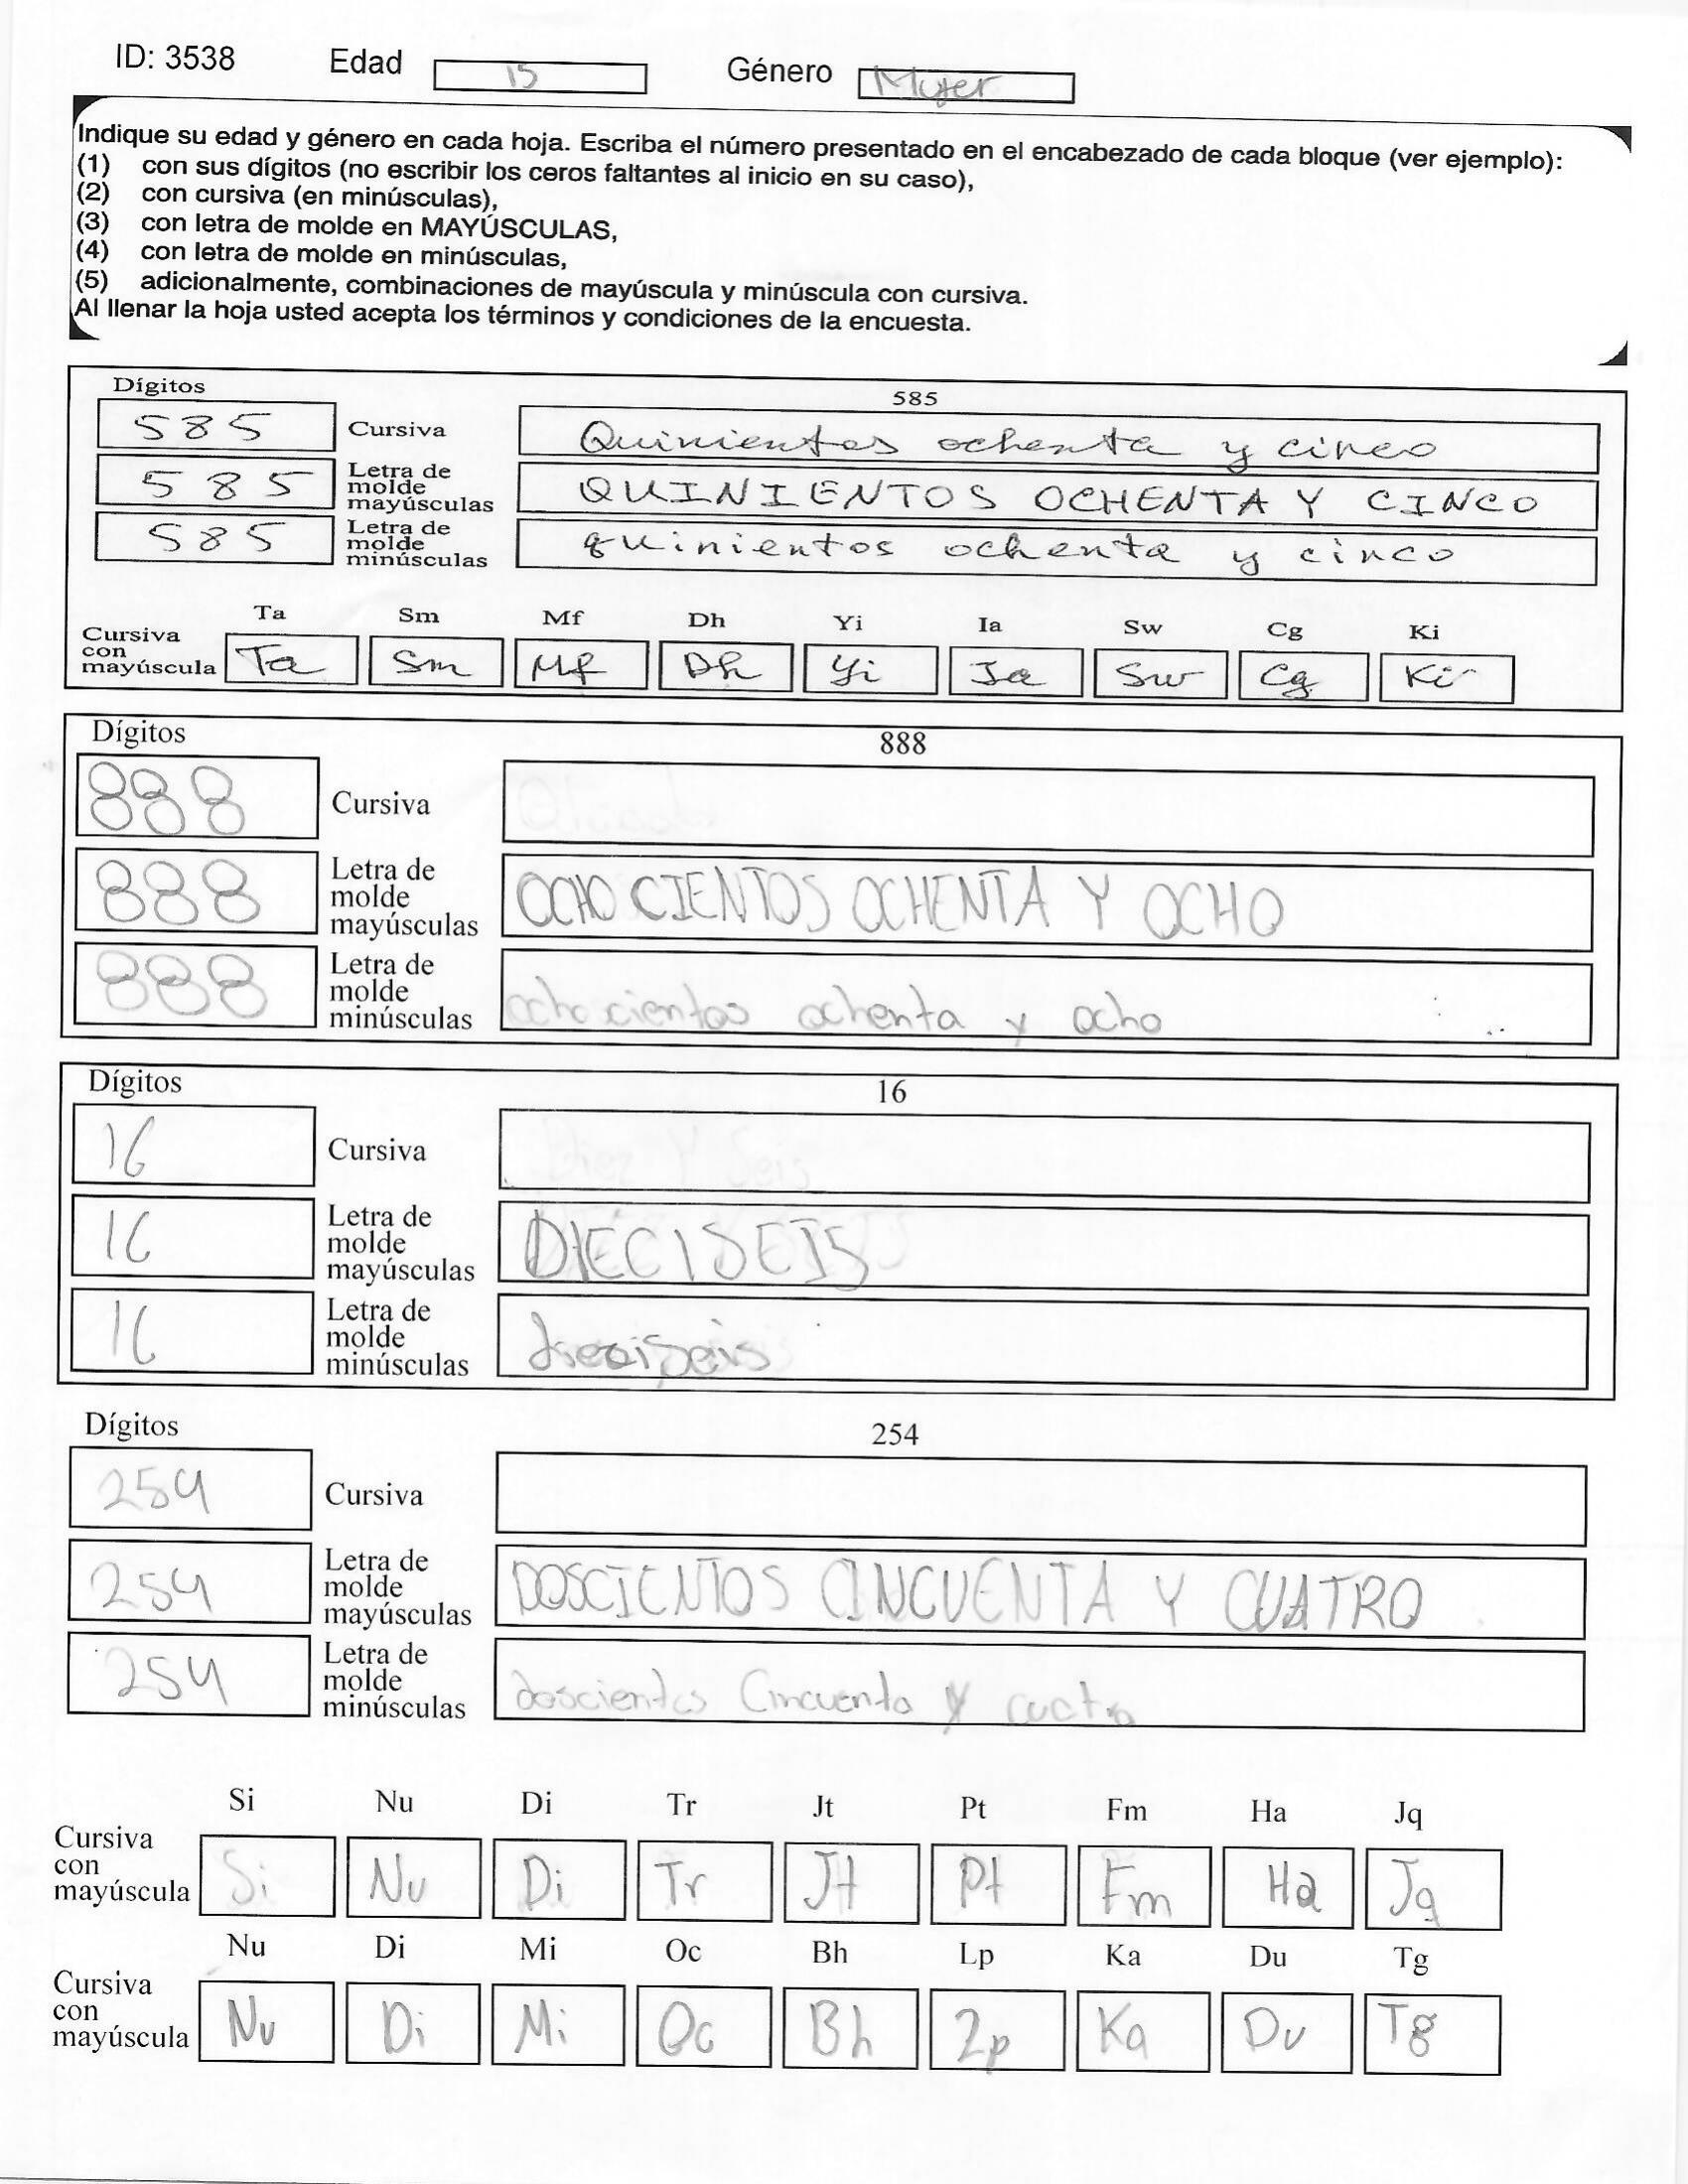 ID: 3538 Edad 15 Género Mujer
Indique su edad y género en cada hoja. Escriba el número presentado en el encabezado de cada bloque (ver ejemplo):
(1) con sus dígitos (no escribir los ceros faltantes al inicio en su caso),
(2) con cursiva (en minúsculas),
(3) con letra de molde en MAYÚSCULAS,
(4) con letra de molde en minúsculas,
(5) adicionalmente, combinaciones de mayúscula y minúscula con cursiva.
Al llenar la hoja usted acepta los términos y condiciones de la encuesta.
Dígitos 585
585 Cursiva Quinientos ochenta y cinco
585 Letra de molde mayúsculas QUINIENTOS OCHENTA Y CINCO
585 Letra de molde minúsculas quinientos ochenta y cinco
Ta Sm Mf Dh Yi Ia Sw Cg Ki
Cursiva con mayúscula Ta Sm Mf Dh Yi Ia Sw Cg Ki
Dígitos 888
888 Cursiva
888 Letra de molde mayúsculas OCHO CIENTOS OCHENTA Y OCHO
888 Letra de molde minúsculas ocho cientos ochenta y ocho
Dígitos 16
16 Cursiva Diez Y Seis
16 Letra de molde mayúsculas DIECISEIS
16 Letra de molde minúsculas dieciseis
Dígitos 254
254 Cursiva
254 Letra de molde mayúsculas DOSCIENTOS CINCUENTA Y CUATRO
254 Letra de molde minúsculas doscientos Cincuenta y cuatro
Si Nu Di Tr Jt Pt Fm Ha Jq
Cursiva con mayúscula Si Nu Di Tr Jt Pt Fm Ha Jq
Nu Di Mi Oc Bh Lp Ka Du Tg
Cursiva con mayúscula Nu Di Mi Oc Bh Lp Ka Du Tg